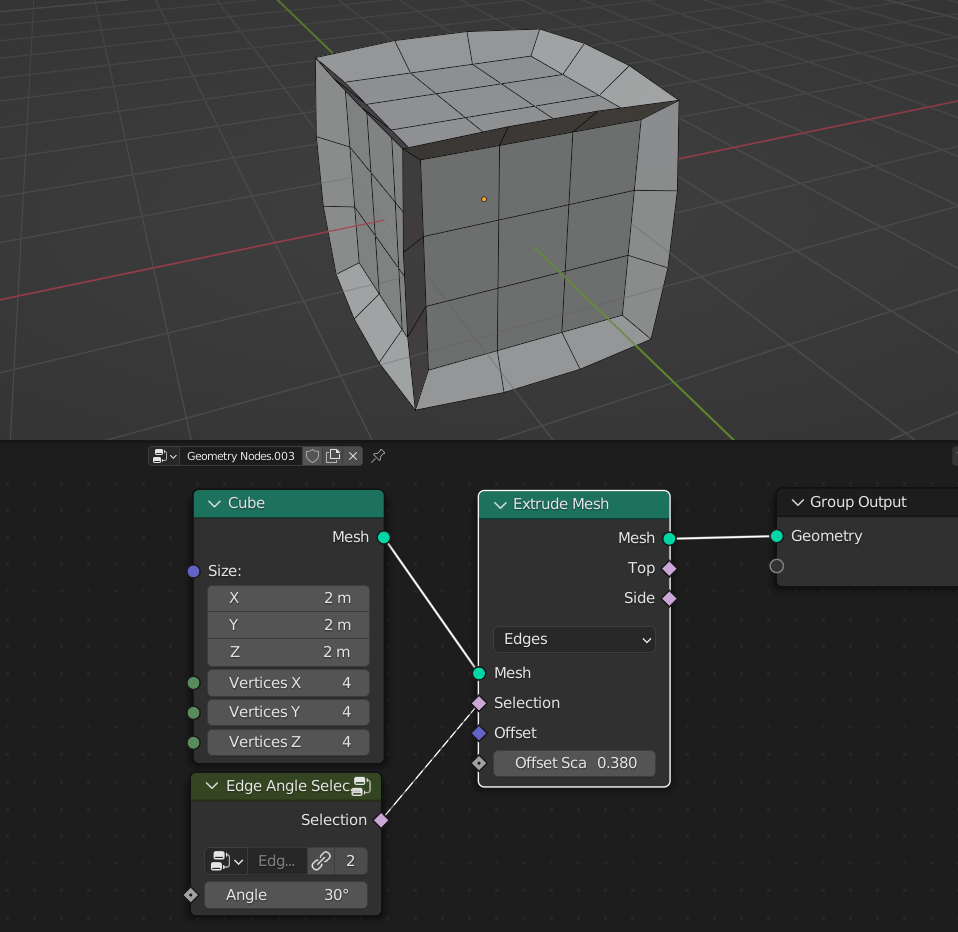 Geometry Nodes.003
Cube
Mesh
Size:
X 2 m
Y 2 m
Z 2 m
Vertices X 4
Vertices Y 4
Vertices Z 4
Edge Angle Selec
Selection
Edg... 2
Angle 30°
Extrude Mesh
Mesh
Top
Side
Edges
Mesh
Selection
Offset
Offset Sca 0.380
Group Output
Geometry